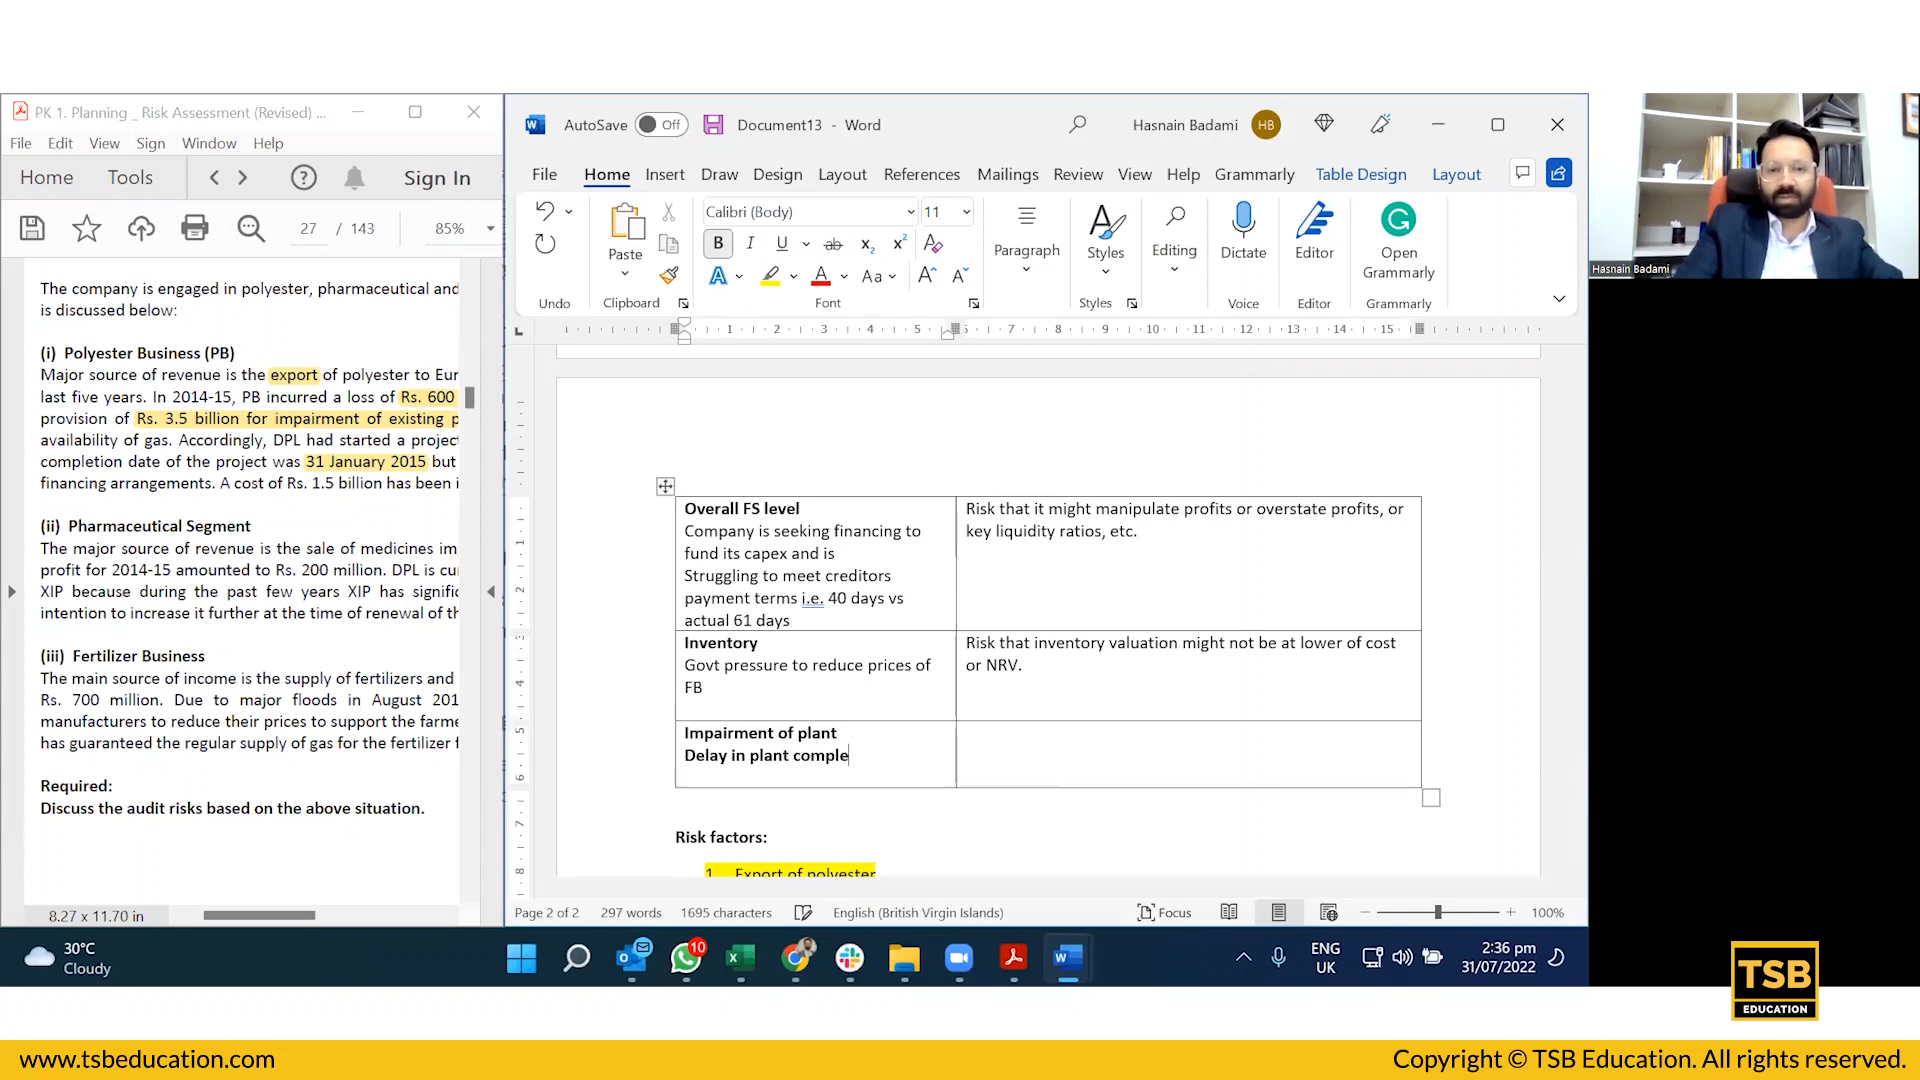 PK 1. Planning _ Risk Assessment (Revised) ...
File Edit View Sign Window Help
Home Tools Sign In
27 / 143 85%
The company is engaged in polyester, pharmaceutical and
is discussed below:
(i) Polyester Business (PB)
Major source of revenue is the export of polyester to Eur
last five years. In 2014-15, PB incurred a loss of Rs. 600
provision of Rs. 3.5 billion for impairment of existing p
availability of gas. Accordingly, DPL had started a project
completion date of the project was 31 January 2015 but
financing arrangements. A cost of Rs. 1.5 billion has been i
(ii) Pharmaceutical Segment
The major source of revenue is the sale of medicines im
profit for 2014-15 amounted to Rs. 200 million. DPL is cu
XIP because during the past few years XIP has signific
intention to increase it further at the time of renewal of th
(iii) Fertilizer Business
The main source of income is the supply of fertilizers and
Rs. 700 million. Due to major floods in August 201
manufacturers to reduce their prices to support the farme
has guaranteed the regular supply of gas for the fertilizer f
Required:
Discuss the audit risks based on the above situation.
8.27 x 11.70 in
AutoSave Off Document13 - Word Hasnain Badami HB
File Home Insert Draw Design Layout References Mailings Review View Help Grammarly Table Design Layout
Calibri (Body) 11
Paste
Paragraph
Styles
Editing
Dictate
Editor
Open
Grammarly
Undo Clipboard Font Styles Voice Editor Grammarly
1 2 3 4 5 6 7 8 9 10 11 12 13 14 15
Overall FS level
Company is seeking financing to
fund its capex and is
Struggling to meet creditors
payment terms i.e. 40 days vs
actual 61 days
Risk that it might manipulate profits or overstate profits, or
key liquidity ratios, etc.
Inventory
Govt pressure to reduce prices of
FB
Risk that inventory valuation might not be at lower of cost
or NRV.
Impairment of plant
Delay in plant comple
Risk factors:
1. Export of polyester
Page 2 of 2 297 words 1695 characters English (British Virgin Islands) Focus 100%
Hasnain Badami
30°C
Cloudy
10
ENG
UK
2:36 pm
31/07/2022
TSB
EDUCATION
www.tsbeducation.com
Copyright © TSB Education. All rights reserved.